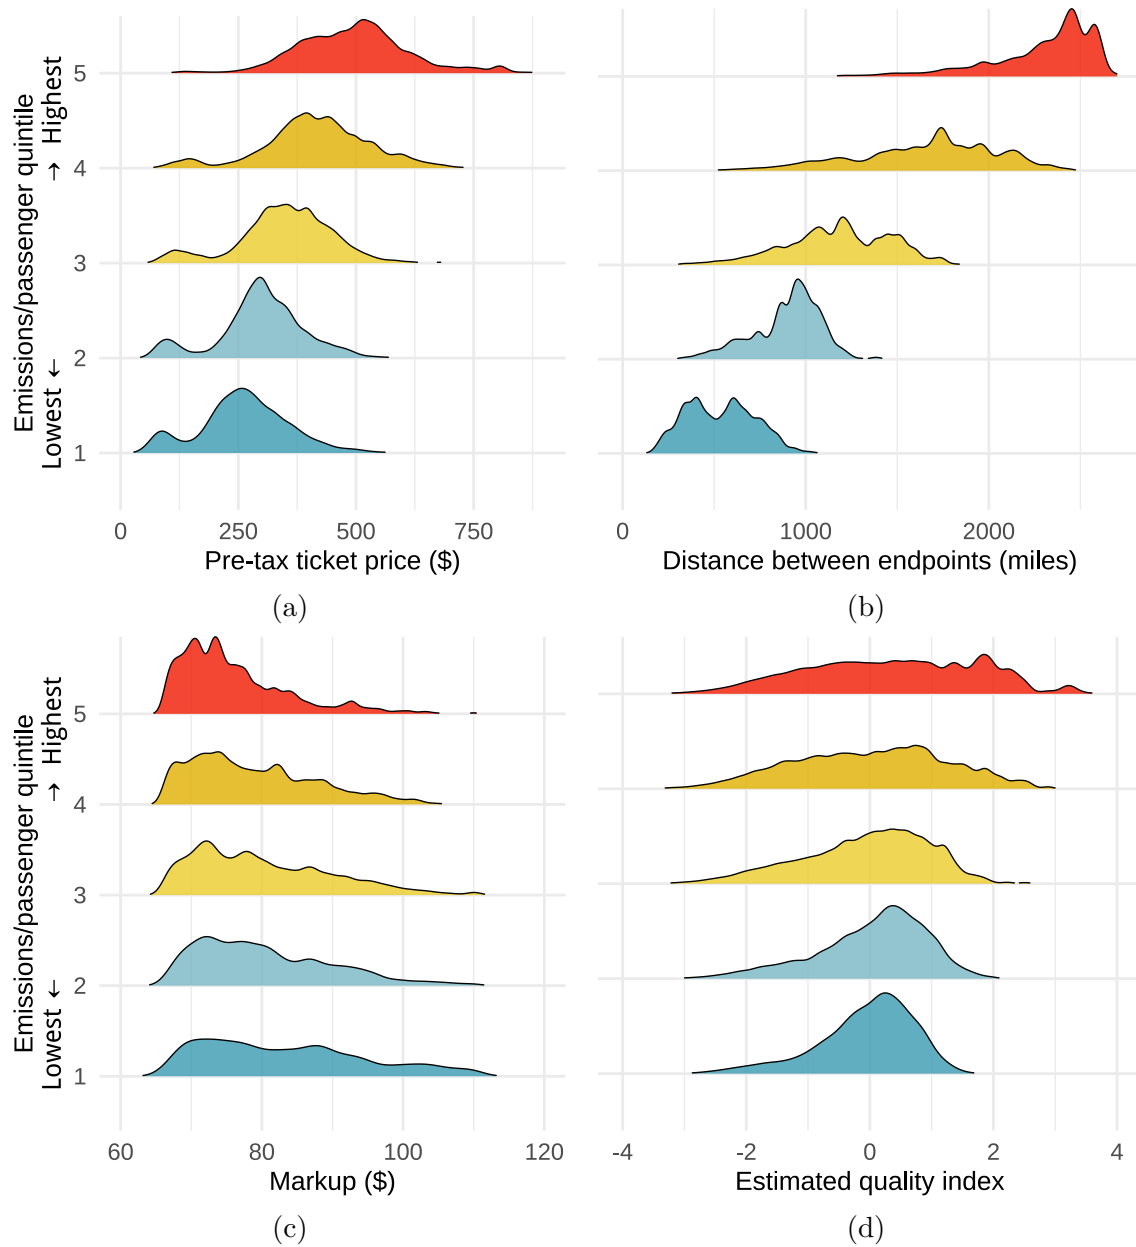 Emissions/passenger quintile
Lowest ← → Highest
5
4
3
2
1
0 250 500 750
Pre-tax ticket price ($)
(a)
0 1000 2000
Distance between endpoints (miles)
(b)
Emissions/passenger quintile
Lowest ← → Highest
5
4
3
2
1
60 80 100 120
Markup ($)
(c)
-4 -2 0 2 4
Estimated quality index
(d)